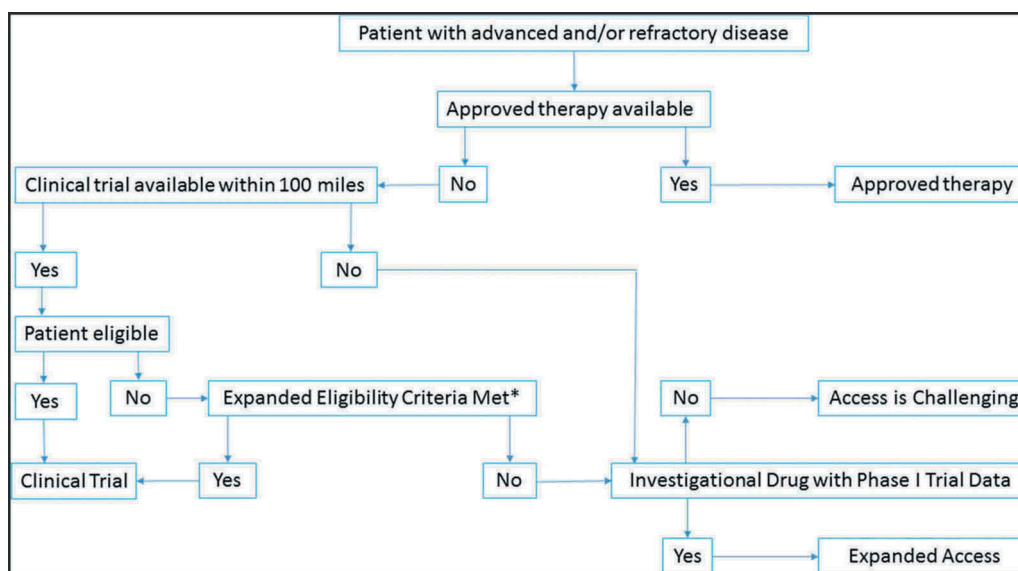 Patient with advanced and/or refractory disease
Approved therapy available
No
Yes
Approved therapy
Clinical trial available within 100 miles
Yes
No
Patient eligible
Yes
No
Expanded Eligibility Criteria Met*
No
Access is Challenging
Clinical Trial
Yes
No
Investigational Drug with Phase I Trial Data
Yes
Expanded Access